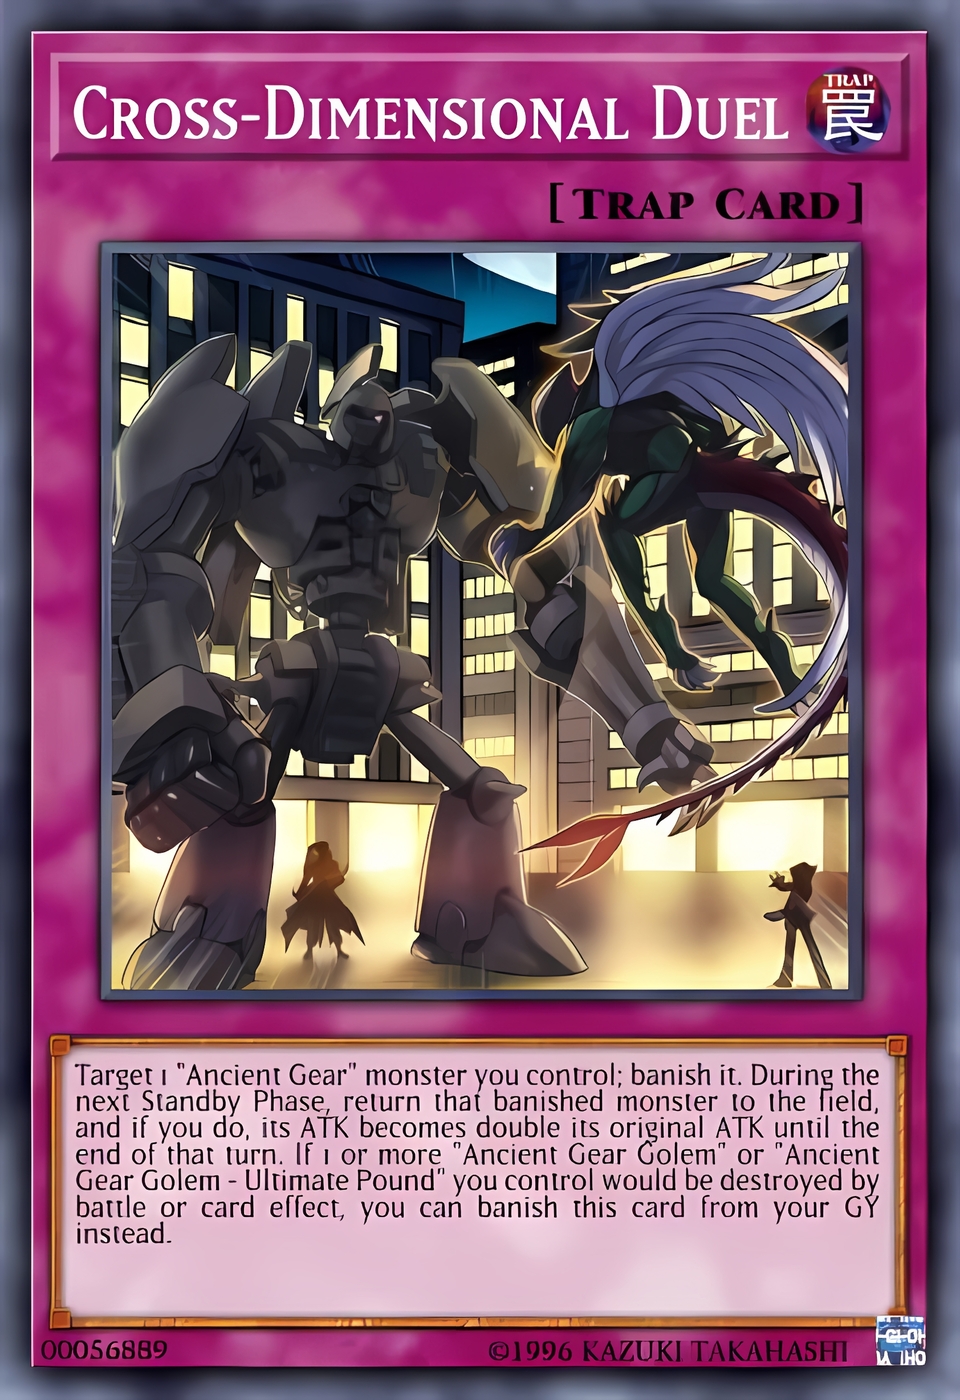 CROSS-DIMENSIONAL DUEL
TRAP
罠
[TRAP CARD]
Target 1 "Ancient Gear" monster you control; banish it. During the
next Standby Phase, return that banished monster to the field,
and if you do, its ATK becomes double its original ATK until the
end of that turn. If 1 or more "Ancient Gear Golem" or "Ancient
Gear Golem - Ultimate Pound" you control would be destroyed by
battle or card effect, you can banish this card from your GY
instead.
00056889
©1996 KAZUKI TAKAHASHI